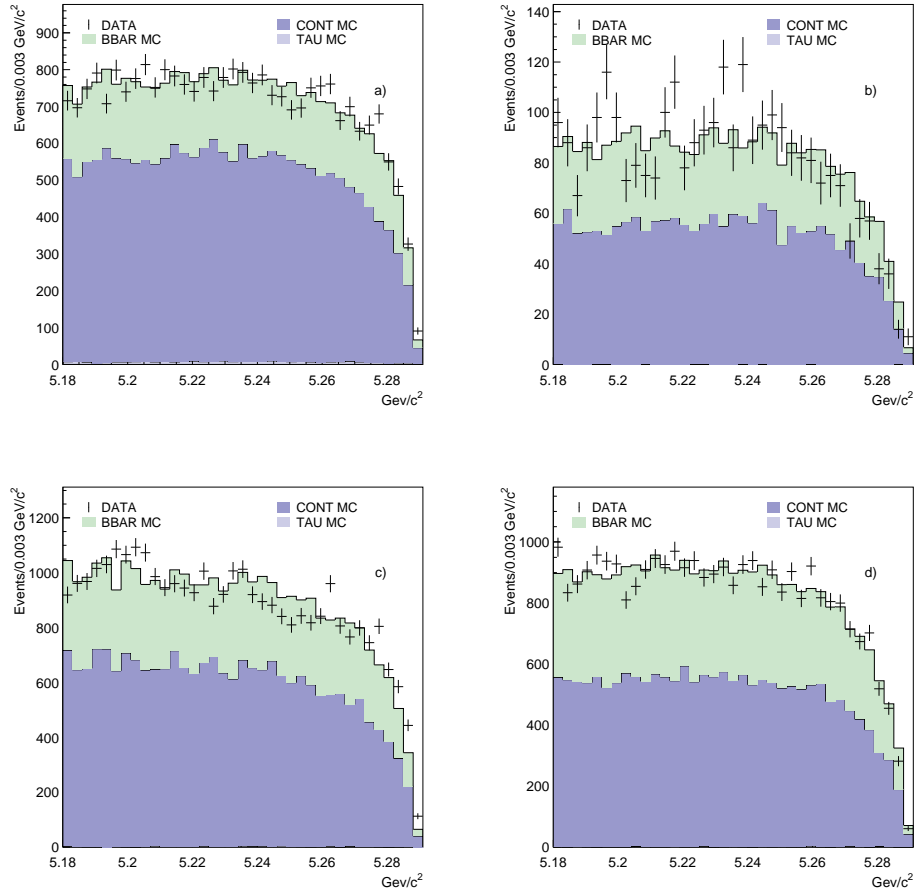 Events/0.003 GeV/c²
DATA
CONT MC
BBAR MC
TAU MC
a)
900
800
700
600
500
400
300
200
100
0
5.18 5.2 5.22 5.24 5.26 5.28
Gev/c²
Events/0.003 GeV/c²
DATA
CONT MC
BBAR MC
TAU MC
b)
140
120
100
80
60
40
20
0
5.18 5.2 5.22 5.24 5.26 5.28
Gev/c²
Events/0.003 GeV/c²
DATA
CONT MC
BBAR MC
TAU MC
c)
1200
1000
800
600
400
200
0
5.18 5.2 5.22 5.24 5.26 5.28
Gev/c²
Events/0.003 GeV/c²
DATA
CONT MC
BBAR MC
TAU MC
d)
1000
800
600
400
200
0
5.18 5.2 5.22 5.24 5.26 5.28
Gev/c²